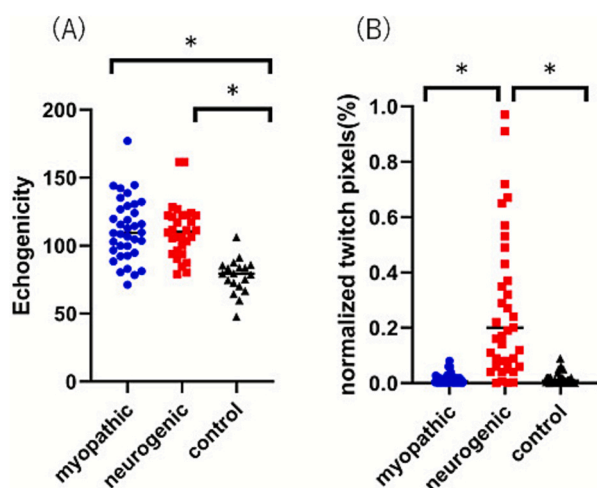 (A)
*
*
Echogenicity
200
150
100
50
0
myopathic
neurogenic
control
(B)
*
*
normalized twitch pixels(%)
1.0
0.8
0.6
0.4
0.2
0.0
myopathic
neurogenic
control